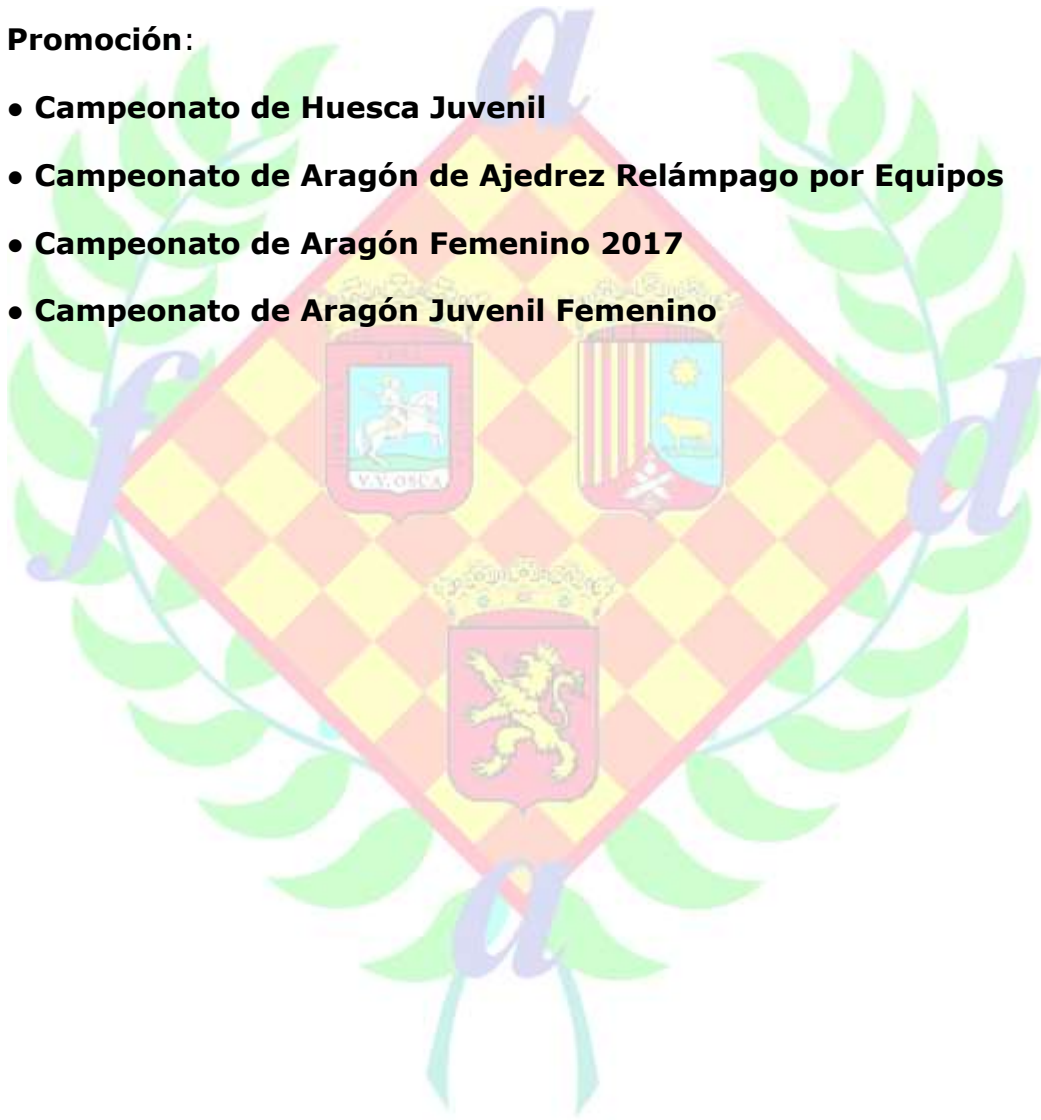 Promoción:
● Campeonato de Huesca Juvenil
● Campeonato de Aragón de Ajedrez Relámpago por Equipos
● Campeonato de Aragón Femenino 2017
● Campeonato de Aragón Juvenil Femenino
a
f
d
V.V. OSCA
a